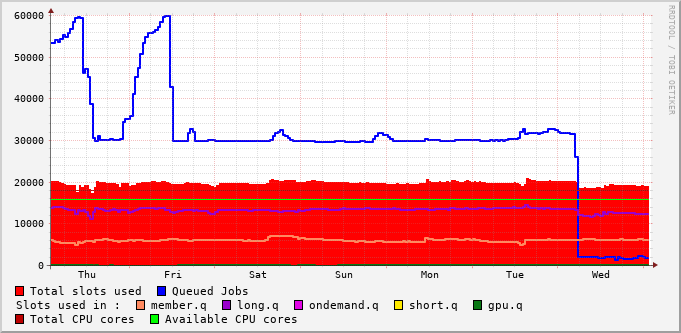 60000
50000
40000
30000
20000
10000
0
Thu Fri Sat Sun Mon Tue Wed
Total slots used Queued Jobs
Slots used in : member.q long.q ondemand.q short.q gpu.q
Total CPU cores Available CPU cores
RRDTOOL / TOBI OETIKER